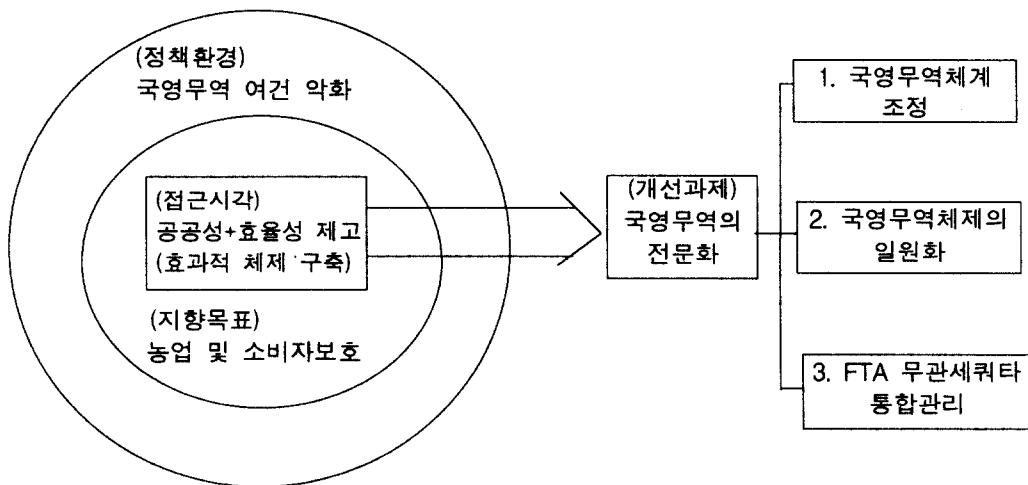 (정책환경)
국영무역 여건 악화
(접근시각)
공공성+효율성 제고
(효과적 체제 구축)
(지향목표)
농업 및 소비자보호
(개선과제)
국영무역의
전문화
1. 국영무역체계
조정
2. 국영무역체제의
일원화
3. FTA 무관세쿼타
통합관리